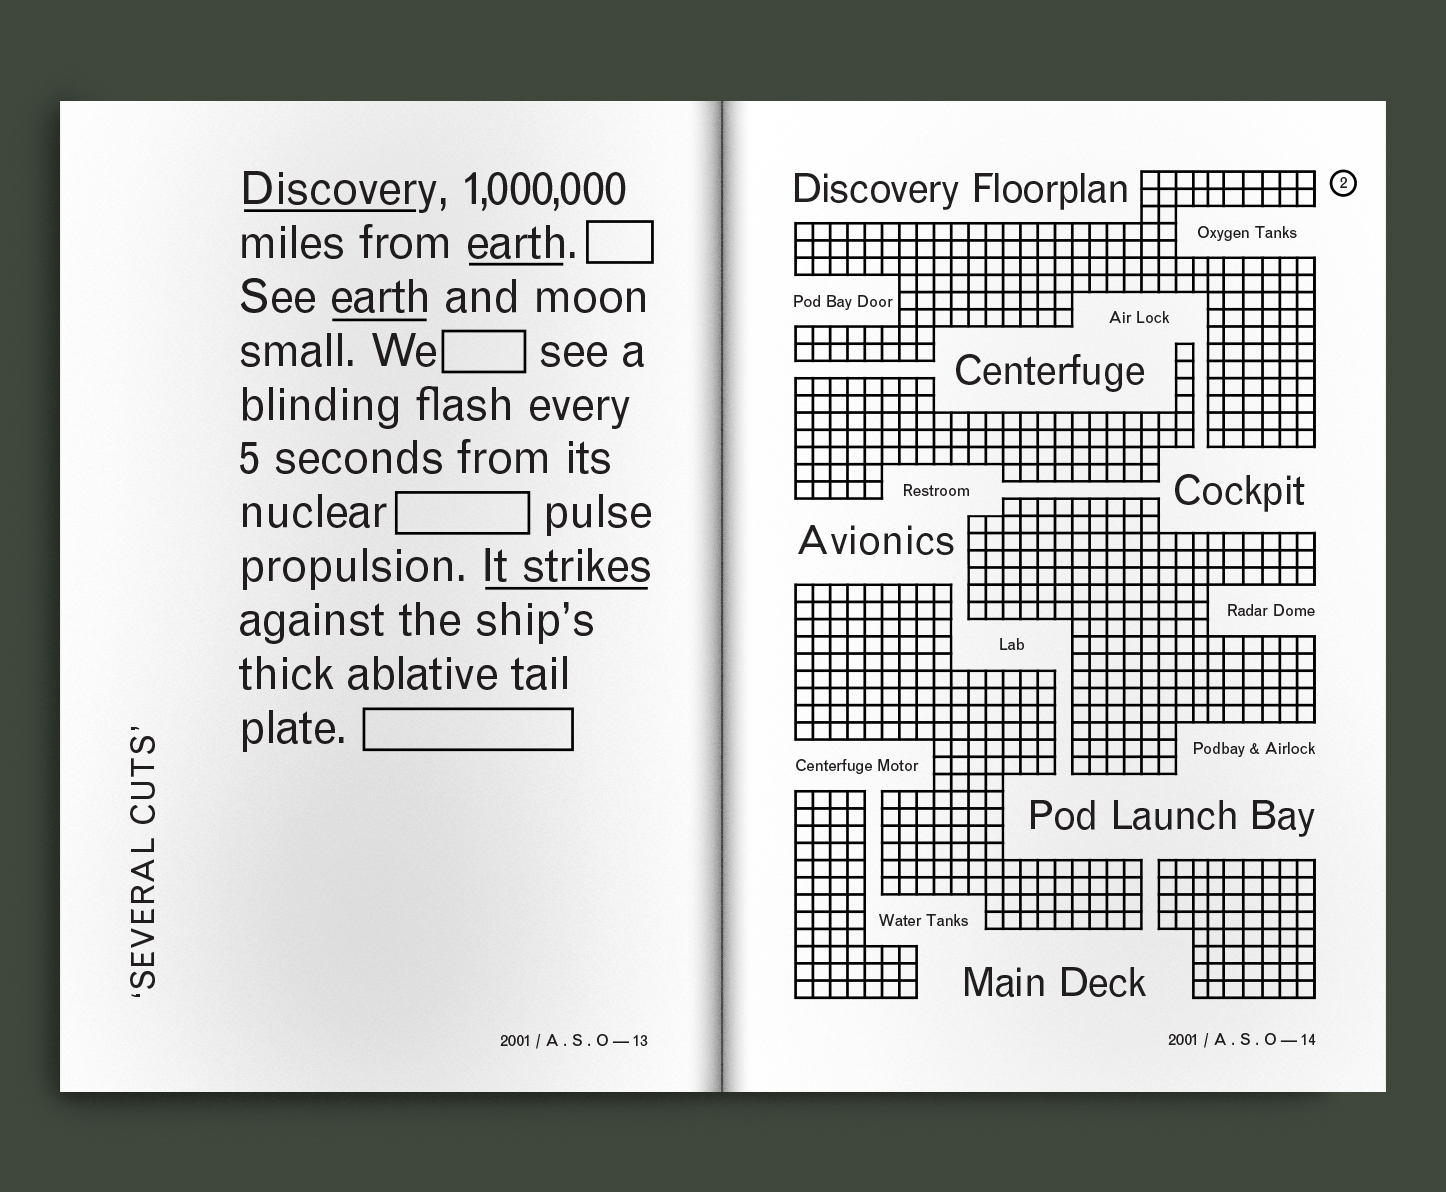 Discovery, 1,000,000
miles from earth.
See earth and moon
small. We see a
blinding flash every
5 seconds from its
nuclear pulse
propulsion. It strikes
against the ship’s
thick ablative tail
plate.
‘SEVERAL CUTS’
2001 / A . S . O — 13
Discovery Floorplan
2
Oxygen Tanks
Pod Bay Door
Air Lock
Centerfuge
Restroom
Cockpit
Avionics
Radar Dome
Lab
Podbay & Airlock
Centerfuge Motor
Pod Launch Bay
Water Tanks
Main Deck
2001 / A . S . O — 14